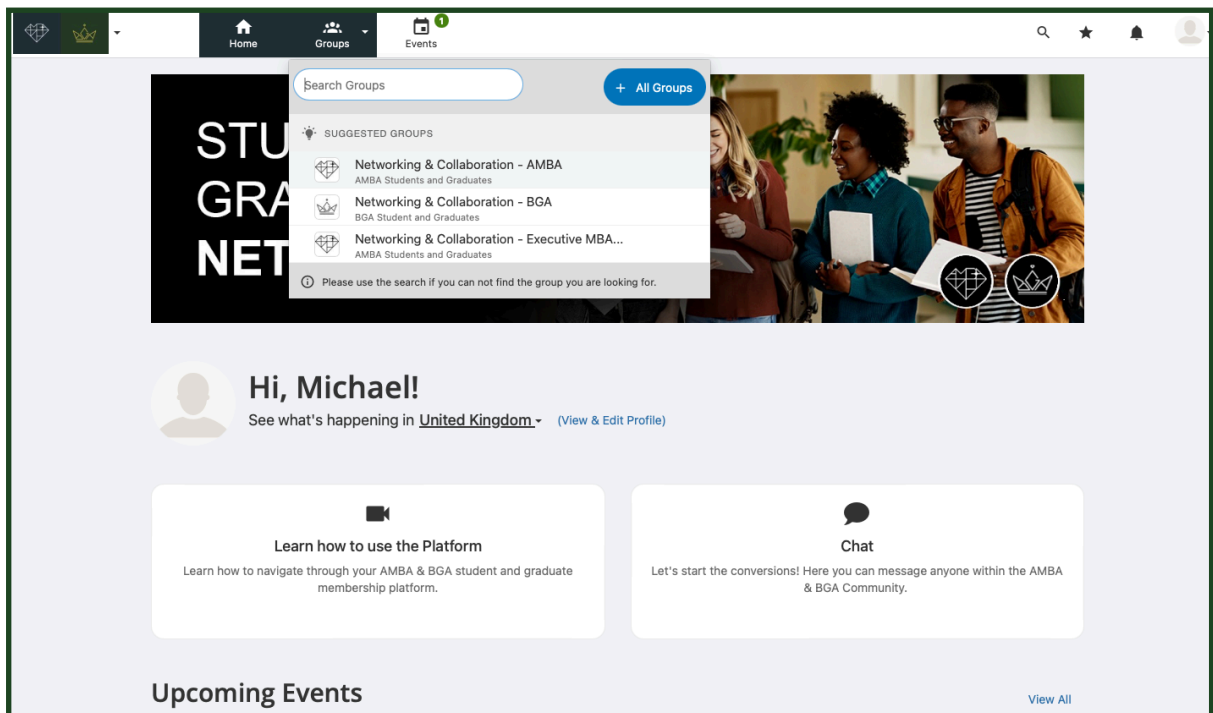 Home
Groups
Events
1
Search Groups
+ All Groups
SUGGESTED GROUPS
Networking & Collaboration - AMBA
AMBA Students and Graduates
Networking & Collaboration - BGA
BGA Student and Graduates
Networking & Collaboration - Executive MBA...
AMBA Students and Graduates
Please use the search if you can not find the group you are looking for.
STU
GRA
NET
Hi, Michael!
See what's happening in United Kingdom (View & Edit Profile)
Learn how to use the Platform
Learn how to navigate through your AMBA & BGA student and graduate
membership platform.
Chat
Let's start the conversions! Here you can message anyone within the AMBA
& BGA Community.
Upcoming Events
View All